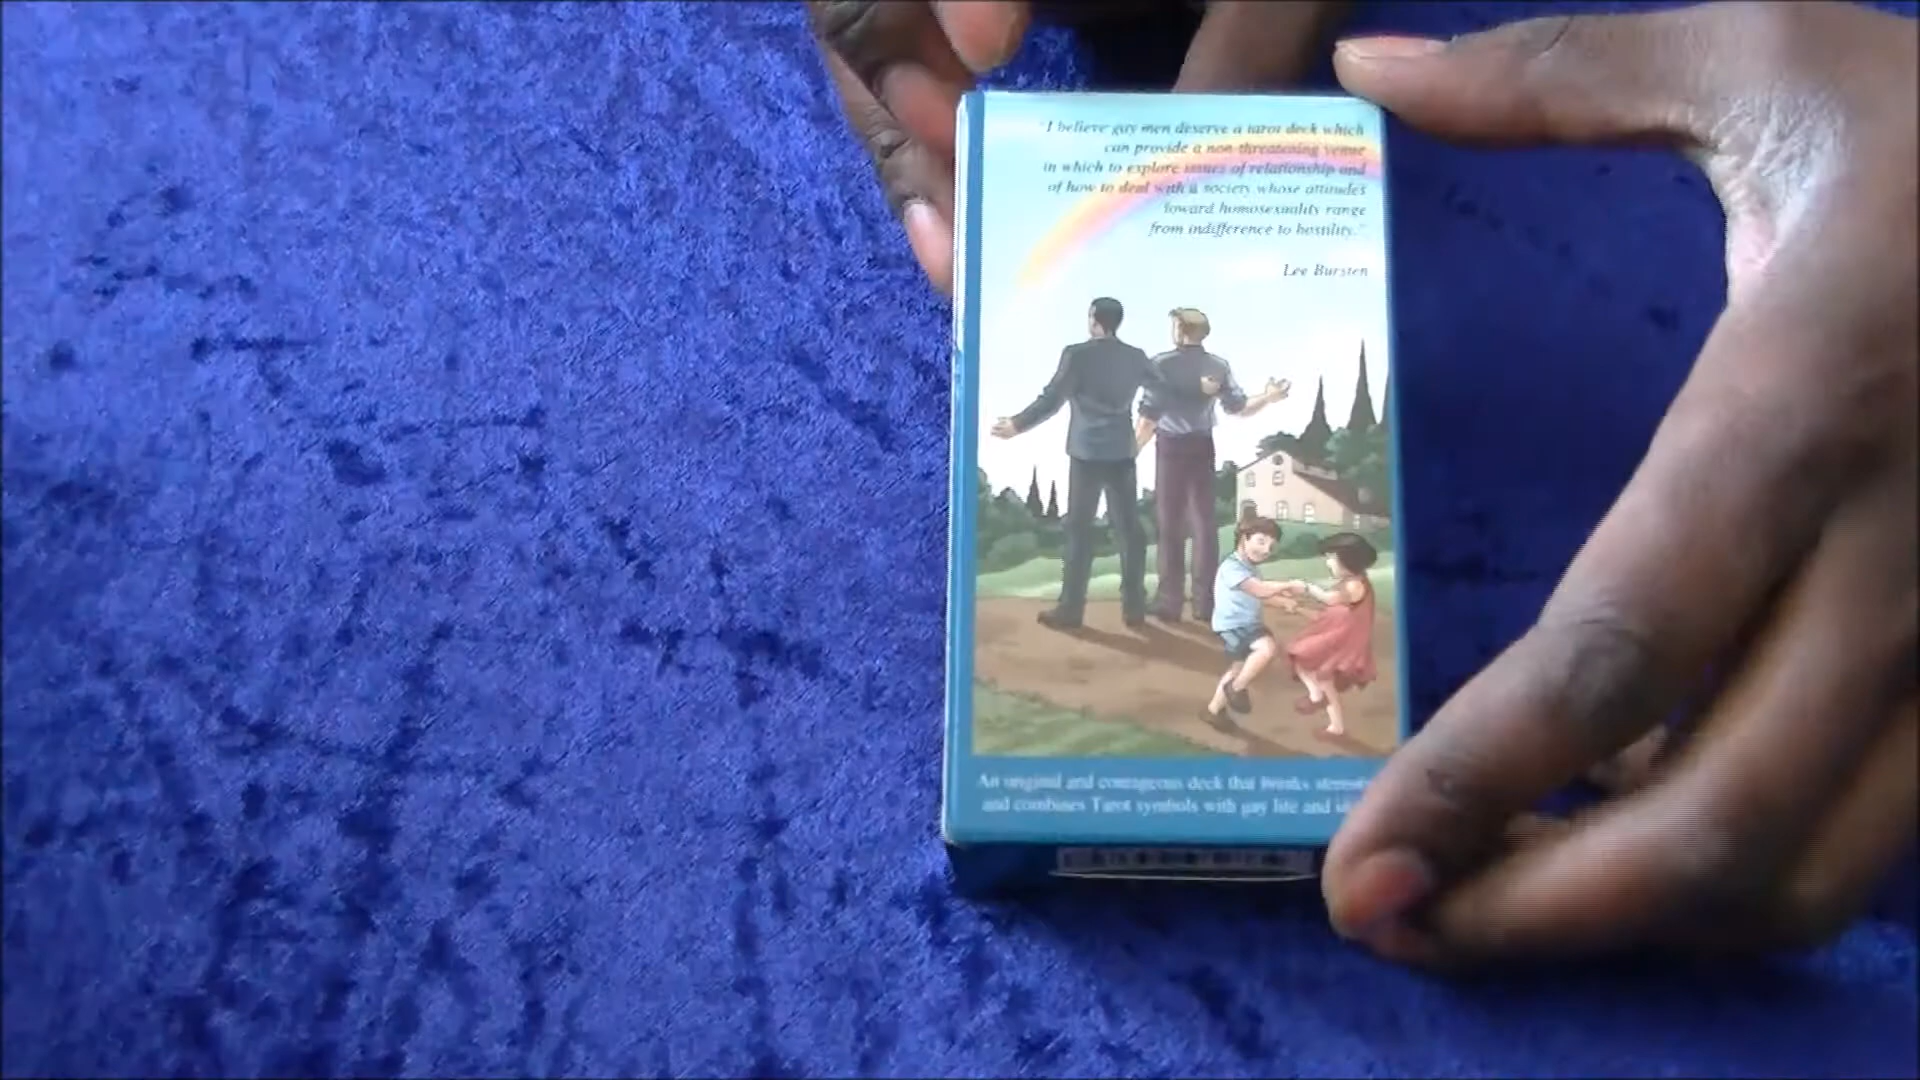 "I believe gay men deserve a tarot deck which
can provide a non-threatening venue
in which to explore issues of relationship and
of how to deal with a society whose attitudes
toward homosexuality range
from indifference to hostility."
Lee Bursten
An original and courageous deck that breaks
and combines Tarot symbols with gay life and